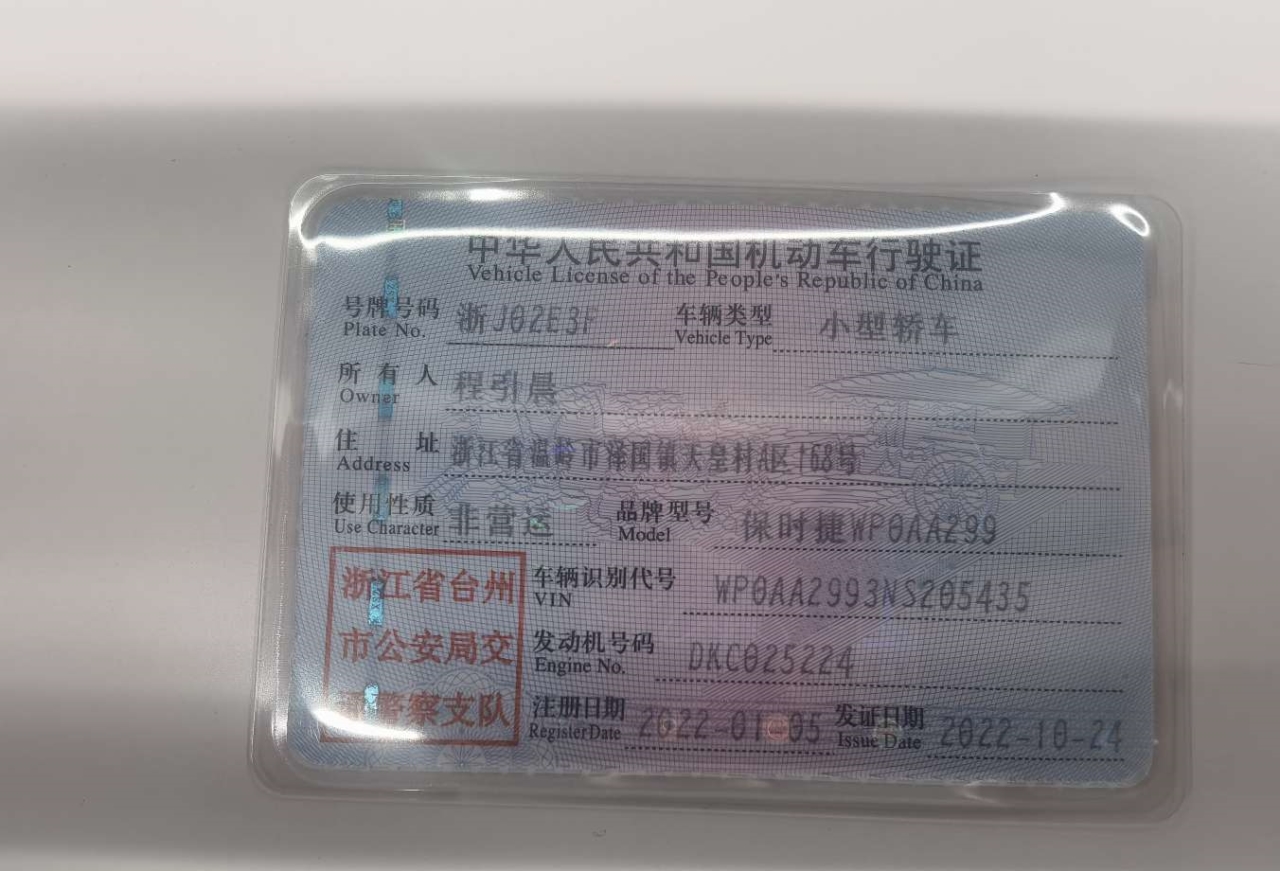 中华人民共和国机动车行驶证
Vehicle License of the People's Republic of China
号牌号码 浙J02E3F 车辆类型 小型轿车
Plate No. Vehicle Type
所有人 程引晨
Owner
住址 浙江省温岭市泽国镇天皇村A区168号
Address
使用性质 非营运 品牌型号 保时捷WP0AA299
Use Character Model
浙江省台州
市公安局交
警察支队
车辆识别代号 WP0AA2993NS205435
VIN
发动机号码 DKC025224
Engine No.
注册日期 2022-01-05 发证日期 2022-10-24
Register Date Issue Date